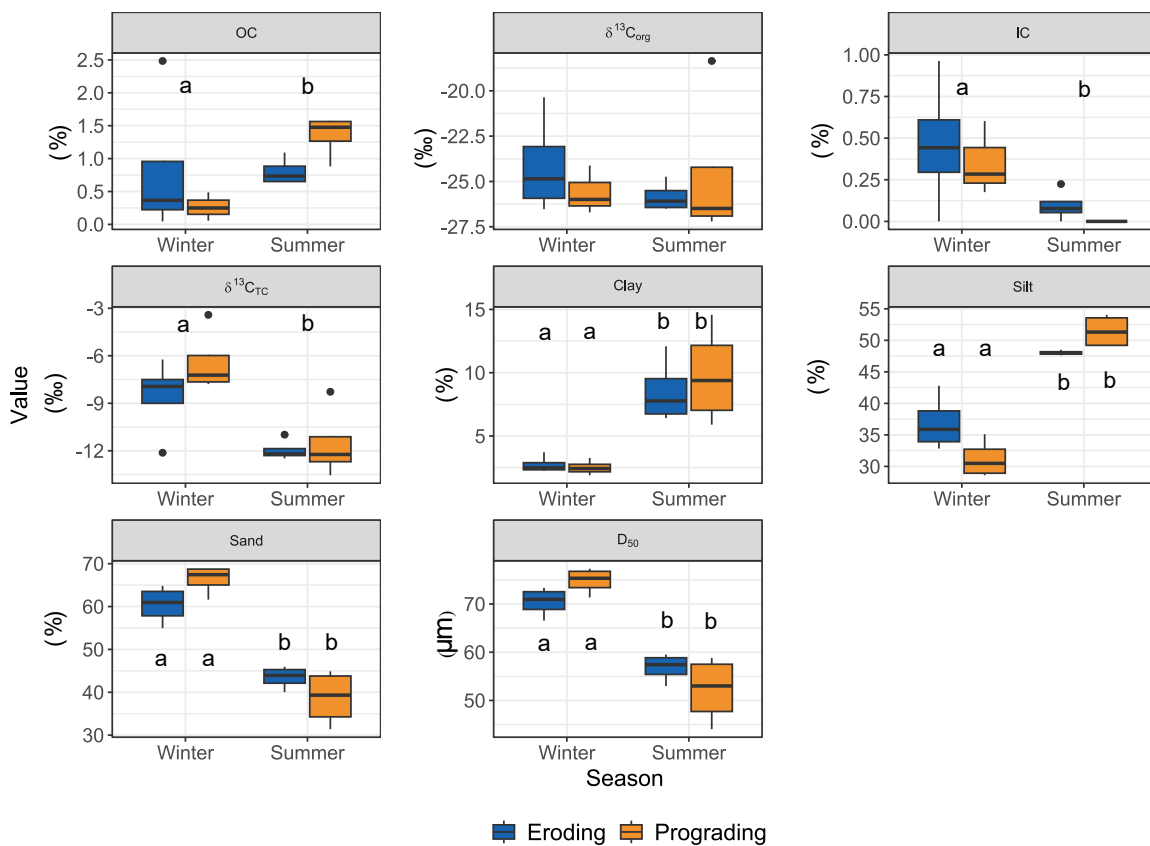 OC
δ¹³C_org
IC
2.5
2.0
1.5
1.0
0.5
0.0
(%)
a
b
Winter
Summer
-20.0
-22.5
-25.0
-27.5
(‰)
Winter
Summer
1.00
0.75
0.50
0.25
0.00
(%)
a
b
Winter
Summer
δ¹³C_TC
Clay
Silt
-3
-6
-9
-12
Value
(‰)
a
b
Winter
Summer
15
10
5
(%)
a
a
b
b
Winter
Summer
55
50
45
40
35
30
(%)
a
a
b
b
Winter
Summer
Sand
D₅₀
70
60
50
40
30
(%)
a
a
b
b
Winter
Summer
70
60
50
(µm)
a
a
b
b
Winter
Summer
Season
Eroding Prograding